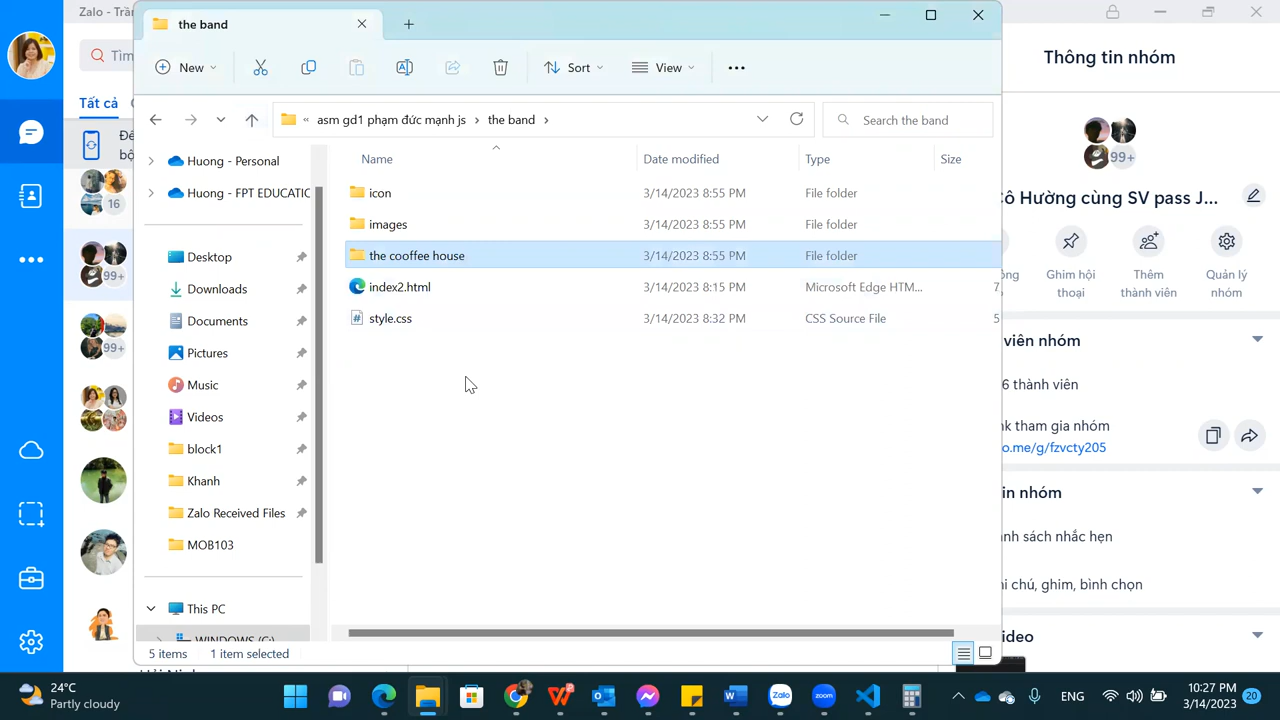 Zalo - Trầ
the band
New
Sort
View
« asm gd1 phạm đức mạnh js > the band >
Search the band
Name
Date modified
Type
Size
Huong - Personal
Huong - FPT EDUCATIC
Desktop
Downloads
Documents
Pictures
Music
Videos
block1
Khanh
Zalo Received Files
MOB103
This PC
WINDOWS (C:)
icon 3/14/2023 8:55 PM File folder
images 3/14/2023 8:55 PM File folder
the cooffee house 3/14/2023 8:55 PM File folder
index2.html 3/14/2023 8:15 PM Microsoft Edge HTM... 7
style.css 3/14/2023 8:32 PM CSS Source File 5
5 items 1 item selected
Tìm
Tất cả
Để
bộ
16
99+
99+
Thông tin nhóm
99+
Cô Hường cùng SV pass J...
Ghim hội
thoại
Thêm
thành viên
Quản lý
nhóm
viên nhóm
6 thành viên
nk tham gia nhóm
o.me/g/fzvcty205
in nhóm
nh sách nhắc hẹn
i chú, ghim, bình chọn
ideo
24°C
Partly cloudy
Zalo
zoom
ENG
10:27 PM
3/14/2023
20